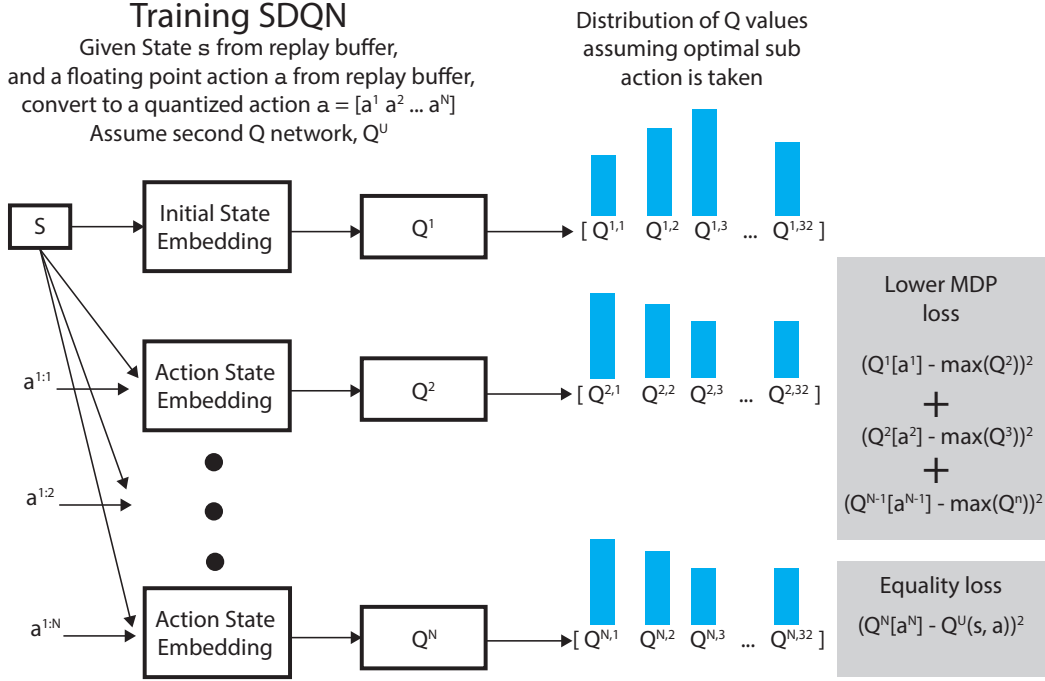 Training SDQN
Given State s from replay buffer,
and a floating point action a from replay buffer,
convert to a quantized action a = [a¹ a² ... aᴺ]
Assume second Q network, Qᵁ
Distribution of Q values
assuming optimal sub
action is taken
S
Initial State
Embedding
Q¹
[ Q¹,¹ Q¹,² Q¹,³ ... Q¹,³² ]
a¹:¹
Action State
Embedding
Q²
[ Q²,¹ Q²,² Q²,³ ... Q²,³² ]
a¹:²
a¹:ᴺ
Action State
Embedding
Qᴺ
[ Qᴺ,¹ Qᴺ,² Qᴺ,³ ... Qᴺ,³² ]
Lower MDP
loss
(Q¹[a¹] - max(Q²))²
+
(Q²[a²] - max(Q³))²
+
(Qᴺ⁻¹[aᴺ⁻¹] - max(Qⁿ))²
Equality loss
(Qᴺ[aᴺ] - Qᵁ(s, a))²